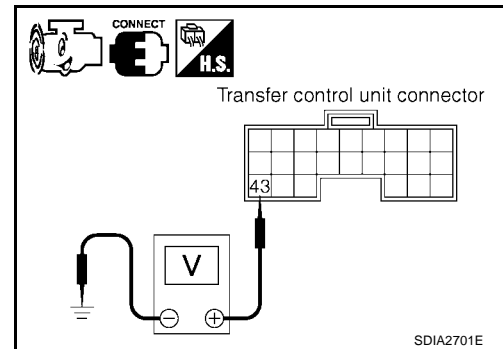 CONNECT
H.S.
Transfer control unit connector
43
V
− +
SDIA2701E